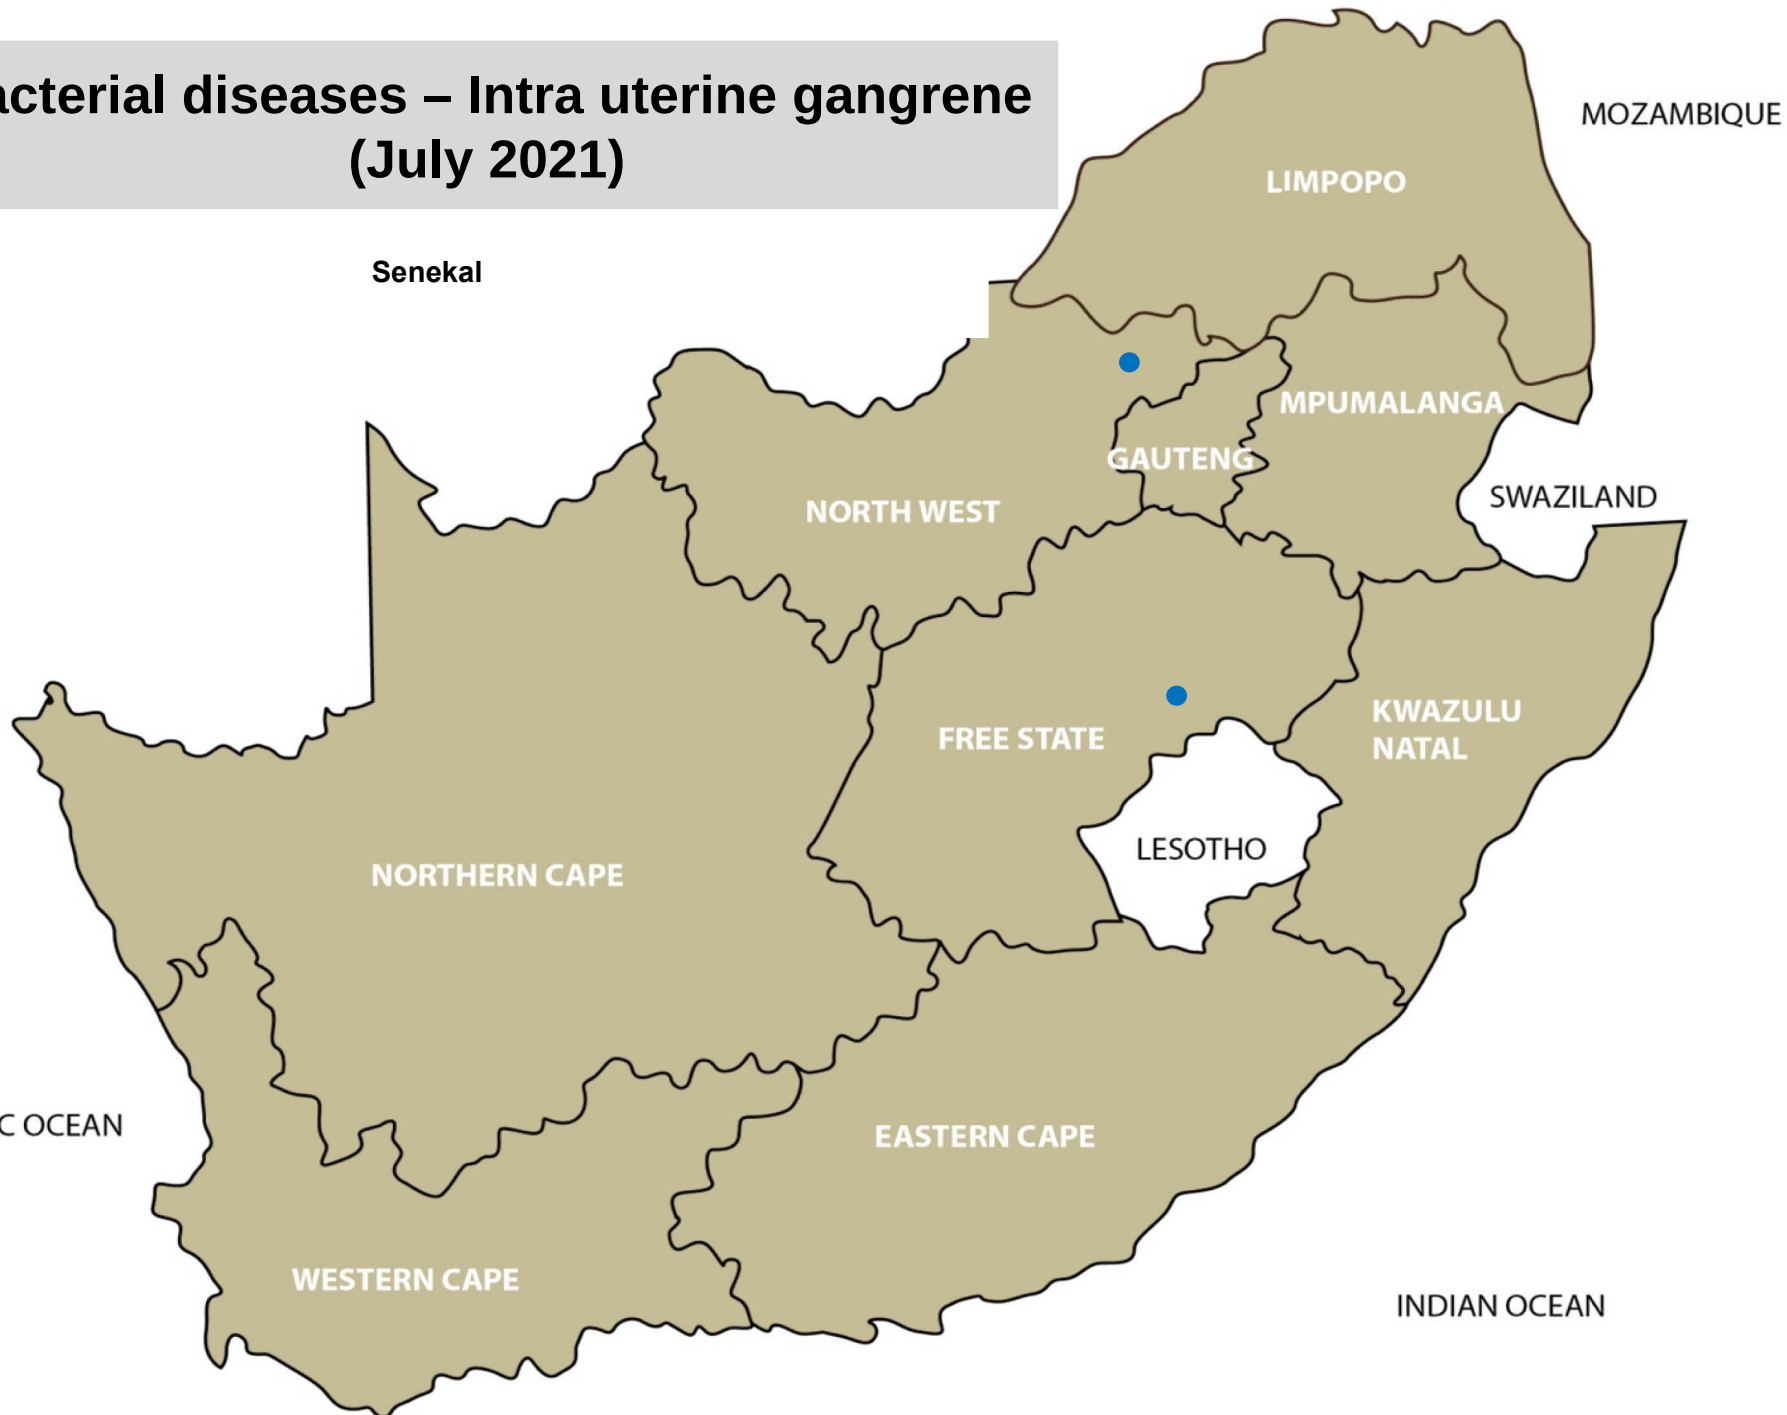 acterial diseases – Intra uterine gangrene
(July 2021)
MOZAMBIQUE
LIMPOPO
Senekal
MPUMALANGA
GAUTENG
SWAZILAND
NORTH WEST
KWAZULU
NATAL
FREE STATE
LESOTHO
NORTHERN CAPE
C OCEAN
EASTERN CAPE
WESTERN CAPE
INDIAN OCEAN